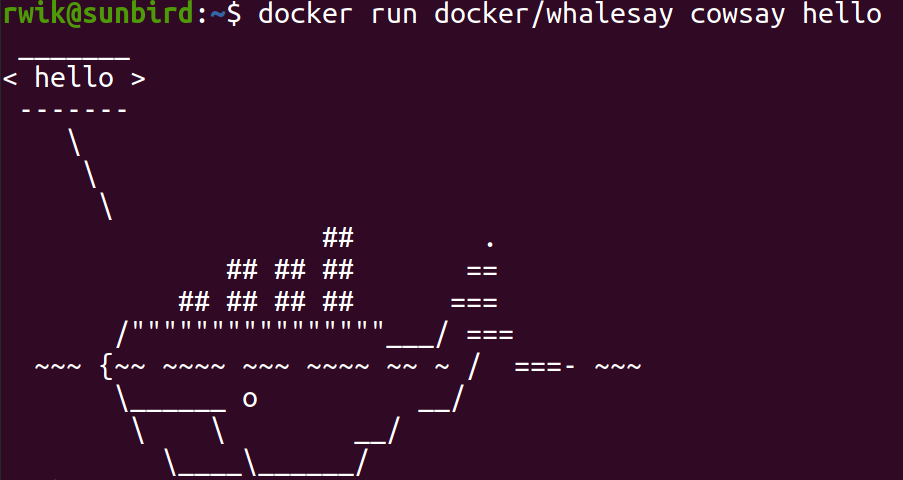 rwik@sunbird:~$ docker run docker/whalesay cowsay hello
 _______
< hello >
 -------
    \
     \
      \
                    ##        .
              ## ## ##       ==
           ## ## ## ##      ===
       /""""""""""""""""___/ ===
  ~~~ {~~ ~~~~ ~~~ ~~~~ ~~ ~ /  ===- ~~~
       \______ o          __/
        \    \        __/
          \____\______/